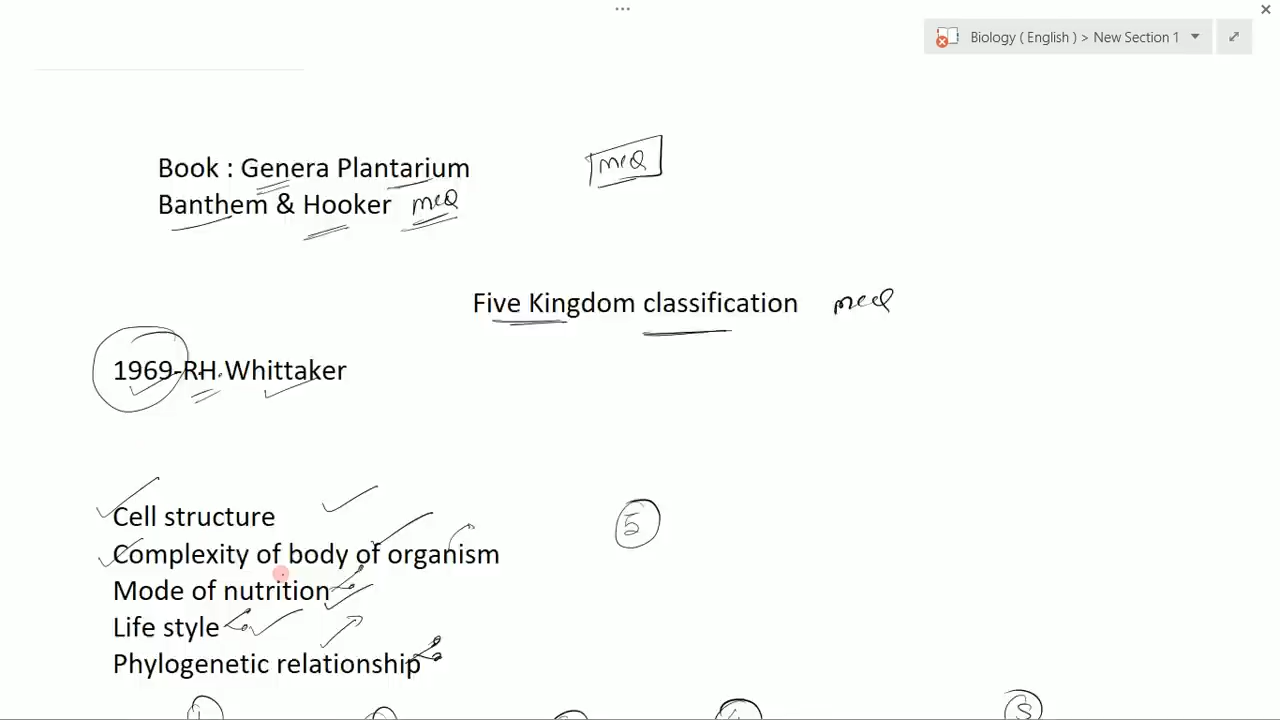 ...
Biology ( English ) > New Section 1
Book : Genera Plantarium
mcQ
Banthem & Hooker mcQ
Five Kingdom classification mcQ
1969-RH Whittaker
Cell structure
5
Complexity of body of organism
Mode of nutrition
Life style
Phylogenetic relationship